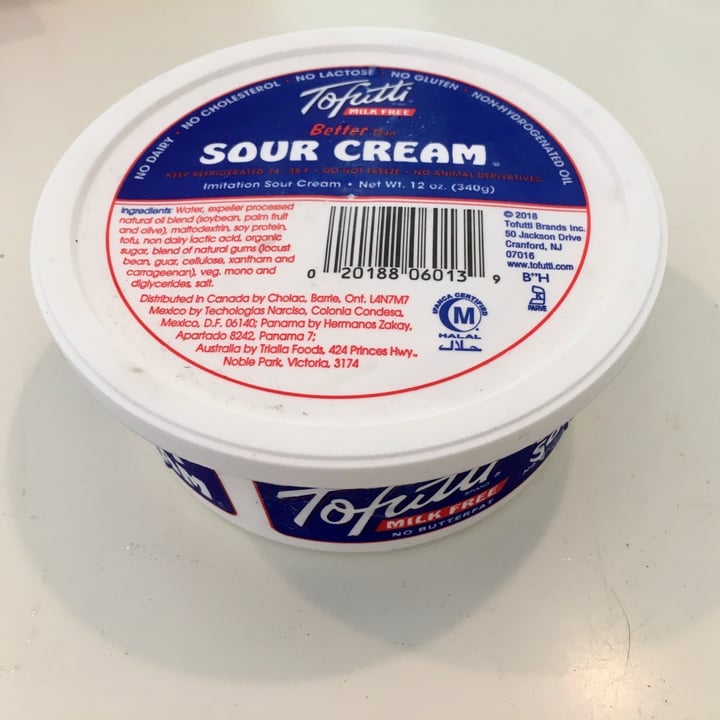 NO DAIRY · NO CHOLESTEROL · NO LACTOSE · NO GLUTEN · NON-HYDROGENATED OIL
Tofutti
MILK FREE
Better than
SOUR CREAM
KEEP REFRIGERATED 34 - 36 F • DO NOT FREEZE • NO ANIMAL DERIVATIVES
Imitation Sour Cream • Net Wt. 12 oz. (340g)
Ingredients: Water, expeller processed
natural oil blend (soybean, palm fruit
and olive), maltodextrin, soy protein,
tofu, non dairy lactic acid, organic
sugar, blend of natural gums (locust
bean, guar, cellulose, xantham and
carrageenan), veg. mono and
diglycerides, salt.
0 20188 06013 9
© 2018
Tofutti Brands Inc.
50 Jackson Drive
Cranford, NJ
07016
www.tofutti.com
B"H
K
PARVE
IFANCA CERTIFIED
M
HALAL
حلال
Distributed in Canada by Cholac, Barrie, Ont. L4N7M7
Mexico by Techologias Narciso, Colonia Condesa,
Mexico, D.F. 06140; Panama by Hermanos Zakay,
Apartado 8242, Panama 7;
Australia by Trialia Foods, 424 Princes Hwy.,
Noble Park, Victoria, 3174
Tofutti
BRAND
MILK FREE
NO BUTTERFAT